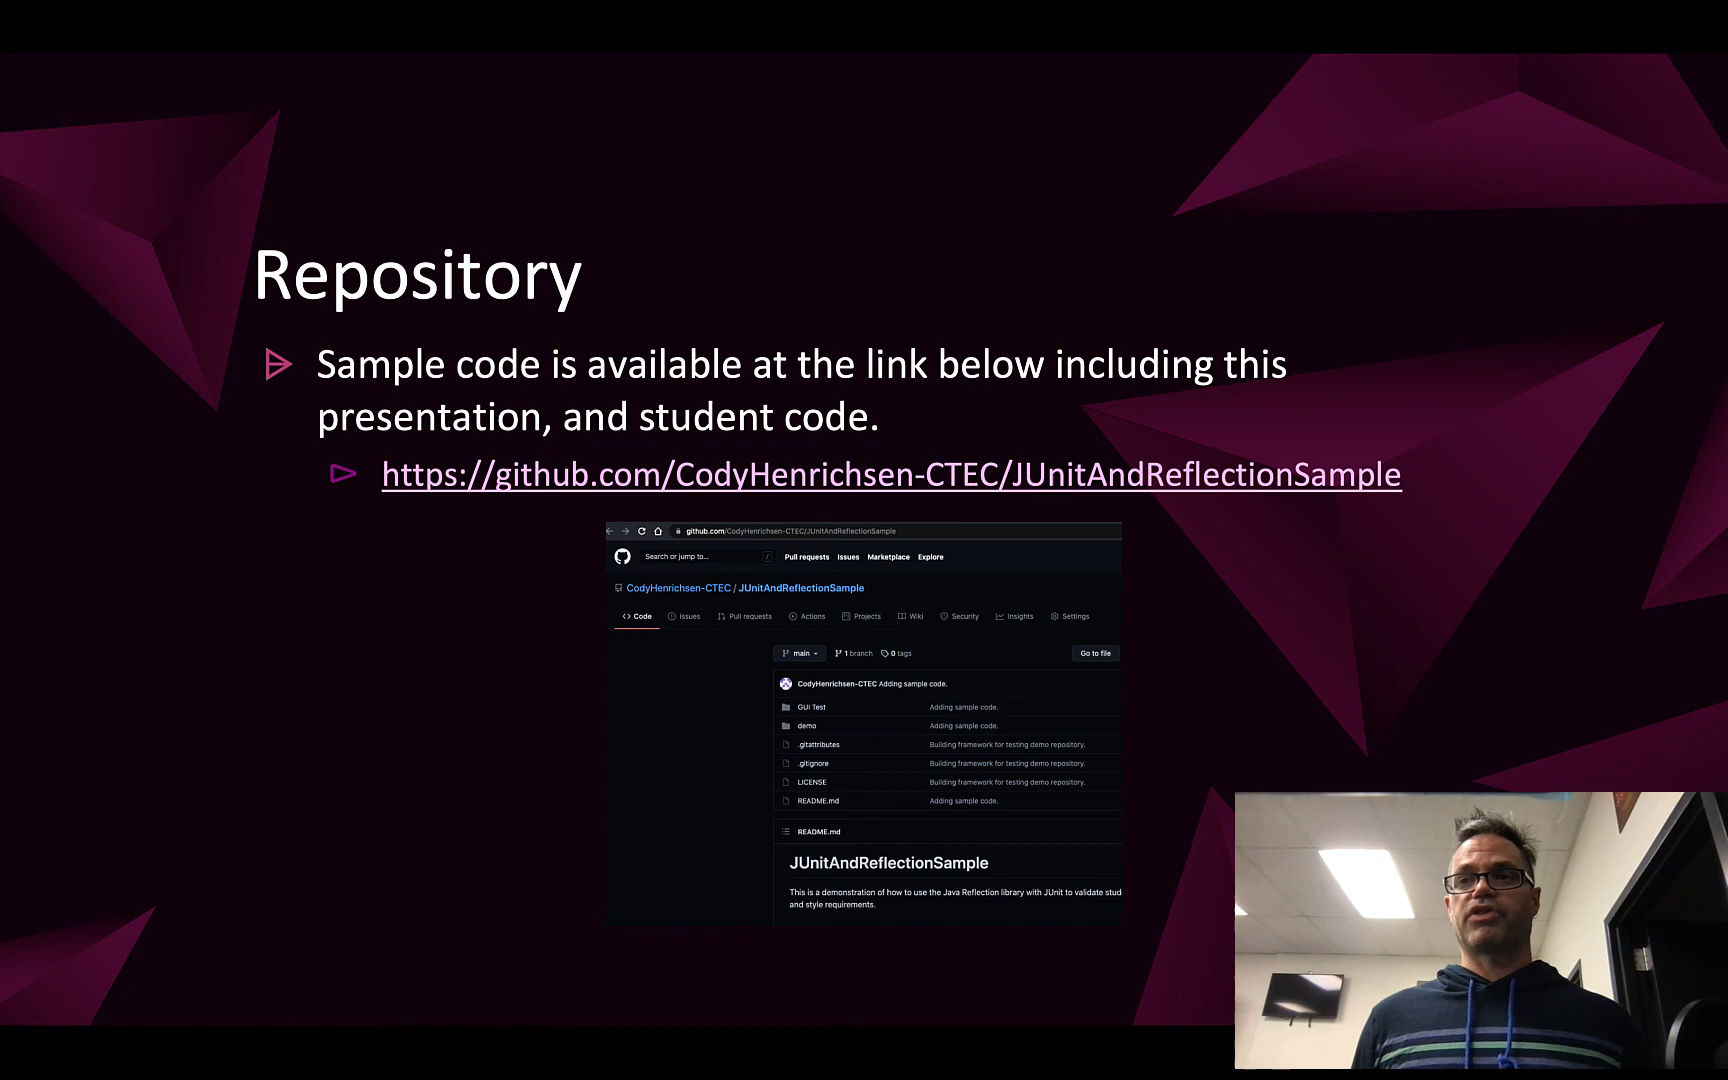 Repository
Sample code is available at the link below including this
presentation, and student code.
https://github.com/CodyHenrichsen-CTEC/JUnitAndReflectionSample
github.com/CodyHenrichsen-CTEC/JUnitAndReflectionSample
Search or jump to... / Pull requests Issues Marketplace Explore
CodyHenrichsen-CTEC / JUnitAndReflectionSample
<> Code Issues Pull requests Actions Projects Wiki Security Insights Settings
main 1 branch 0 tags Go to file
CodyHenrichsen-CTEC Adding sample code.
GUI Test Adding sample code.
demo Adding sample code.
.gitattributes Building framework for testing demo repository.
.gitignore Building framework for testing demo repository.
LICENSE Building framework for testing demo repository.
README.md Adding sample code.
README.md
JUnitAndReflectionSample
This is a demonstration of how to use the Java Reflection library with JUnit to validate stud
and style requirements.